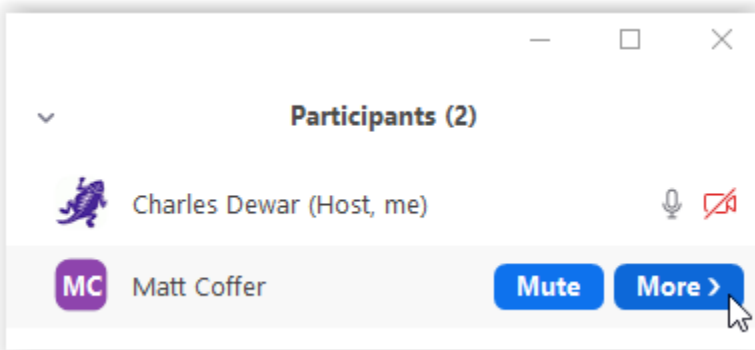 Participants (2)
Charles Dewar (Host, me)
MC Matt Coffer Mute More >